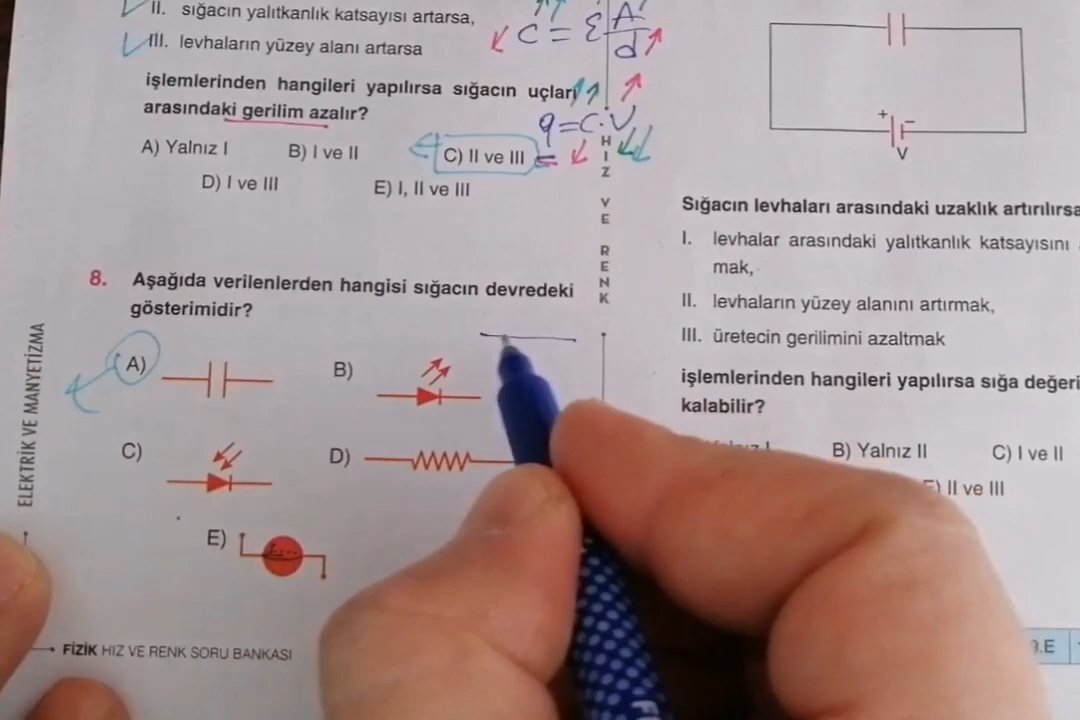 II. sığacın yalıtkanlık katsayısı artarsa,
III. levhaların yüzey alanı artarsa
işlemlerinden hangileri yapılırsa sığacın uçları
arasındaki gerilim azalır?
A) Yalnız I B) I ve II C) II ve III
D) I ve III E) I, II ve III
C = ε A/d
q = C.V
8. Aşağıda verilenlerden hangisi sığacın devredeki
gösterimidir?
A) B)
C) D)
E)
ELEKTRİK VE MANYETİZMA
FİZİK HIZ VE RENK SORU BANKASI
HIZ VE RENK
+ −
V
Sığacın levhaları arasındaki uzaklık artırılırsa
I. levhalar arasındaki yalıtkanlık katsayısını
mak,
II. levhaların yüzey alanını artırmak,
III. üretecin gerilimini azaltmak
işlemlerinden hangileri yapılırsa sığa değeri
kalabilir?
B) Yalnız II C) I ve II
II ve III
.E